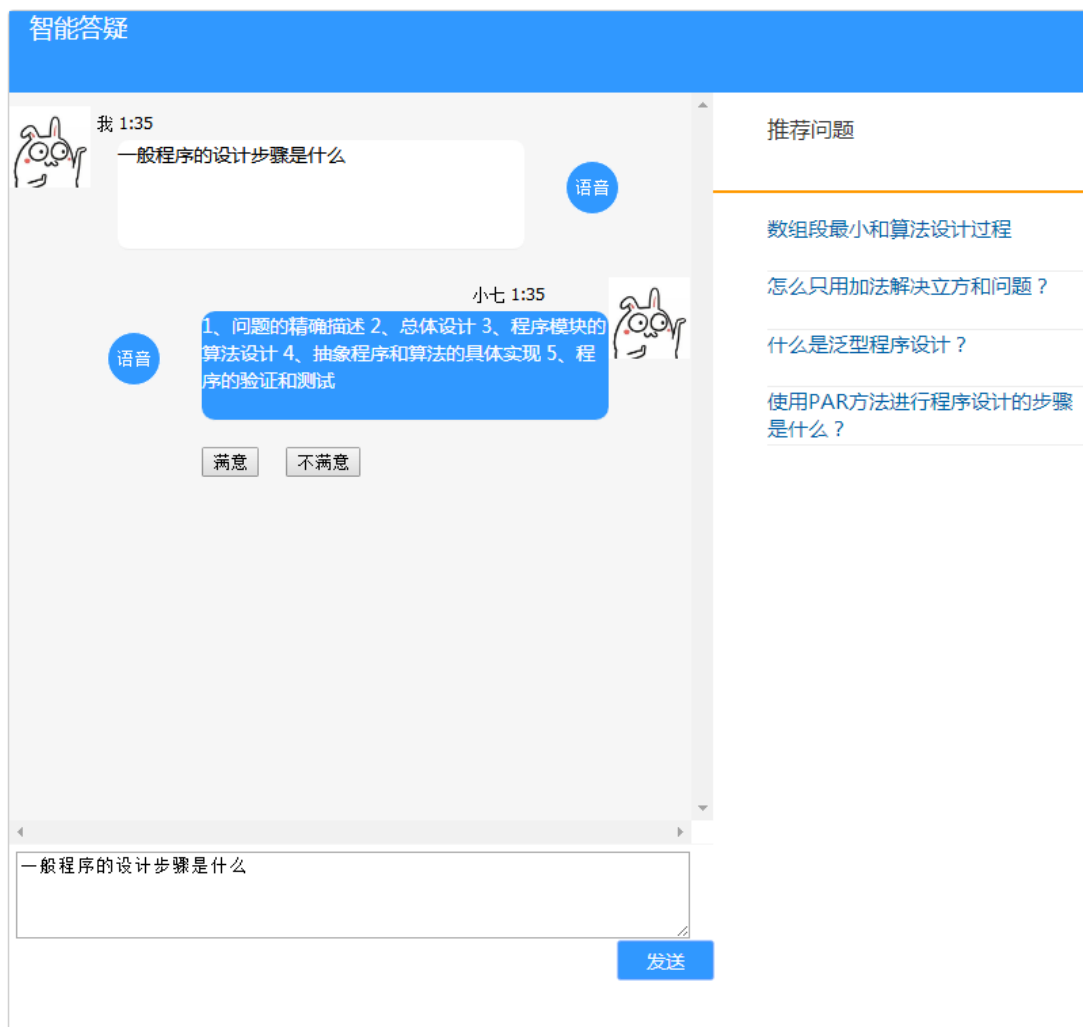 智能答疑
我 1:35
一般程序的设计步骤是什么
语音
小七 1:35
1、问题的精确描述 2、总体设计 3、程序模块的
算法设计 4、抽象程序和算法的具体实现 5、程
序的验证和测试
语音
满意
不满意
一般程序的设计步骤是什么
发送
推荐问题
数组段最小和算法设计过程
怎么只用加法解决立方和问题？
什么是泛型程序设计？
使用PAR方法进行程序设计的步骤
是什么？